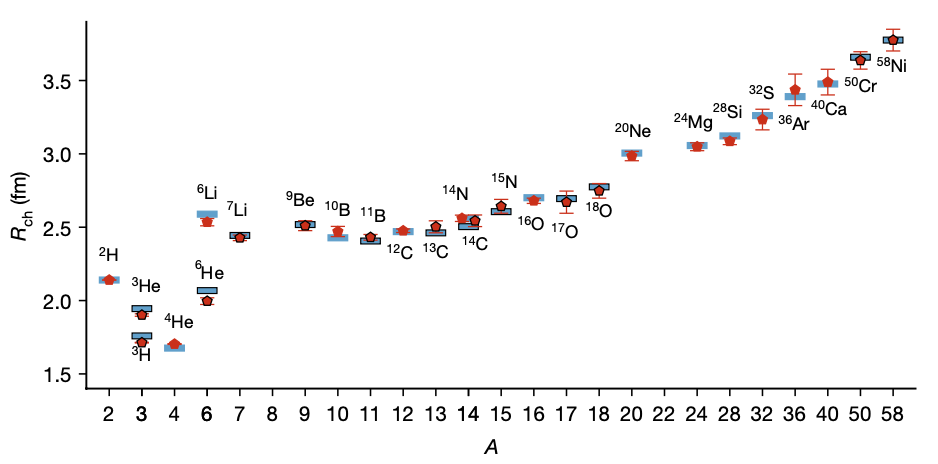 3.5
3.0
2.5
2.0
1.5
R_ch (fm)
²H
³He
³H
⁴He
⁶Li
⁶He
⁷Li
⁹Be
¹⁰B
¹¹B
¹²C
¹³C
¹⁴N
¹⁴C
¹⁵N
¹⁶O
¹⁷O
¹⁸O
²⁰Ne
²⁴Mg
²⁸Si
³²S
³⁶Ar
⁴⁰Ca
⁵⁰Cr
⁵⁸Ni
2 3 4 6 7 8 9 10 11 12 13 14 15 16 17 18 20 22 24 28 32 36 40 50 58
A